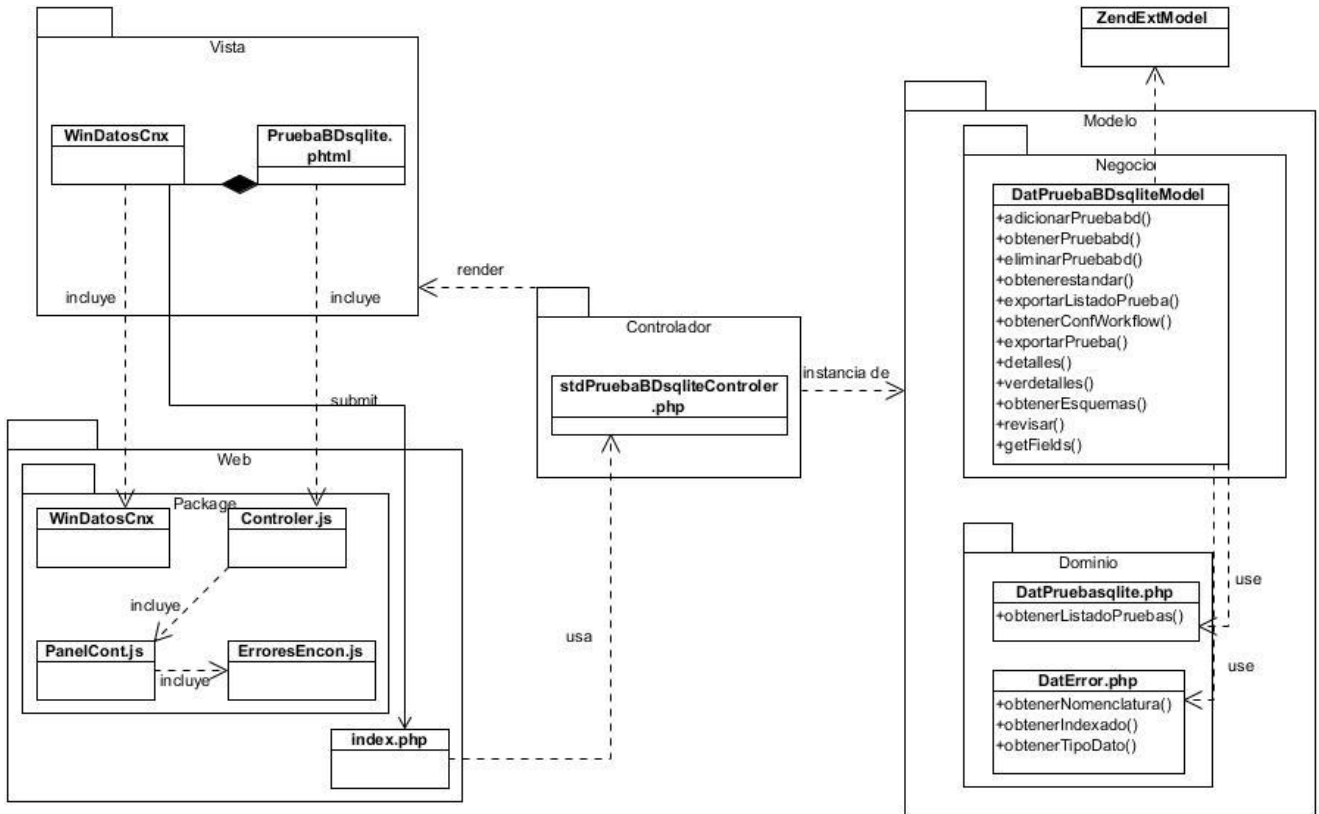 ZendExtModel
Vista
WinDatosCnx
PruebaBDsqlite.
phtml
incluye
incluye
render
submit
Controlador
stdPruebaBDsqliteControler
.php
instancia de
Modelo
Negocio
DatPruebaBDsqliteModel
+adicionarPruebabd()
+obtenerPruebabd()
+eliminarPruebabd()
+obtenerestandar()
+exportarListadoPrueba()
+obtenerConfWorkflow()
+exportarPrueba()
+detalles()
+verdetalles()
+obtenerEsquemas()
+revisar()
+getFields()
Web
Package
WinDatosCnx
Controler.js
incluye
PanelCont.js
incluye
ErroresEncon.js
index.php
usa
Dominio
DatPruebasqlite.php
+obtenerListadoPruebas()
use
DatError.php
+obtenerNomenclatura()
+obtenerIndexado()
+obtenerTipoDato()
use